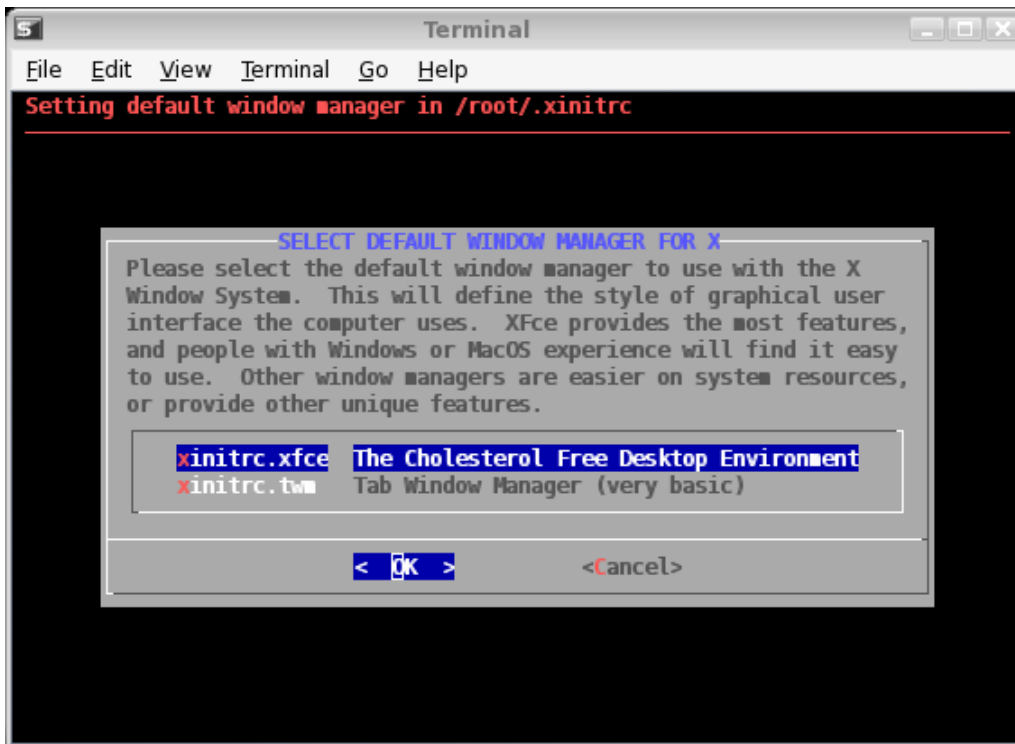 Terminal
File Edit View Terminal Go Help
Setting default window manager in /root/.xinitrc
SELECT DEFAULT WINDOW MANAGER FOR X
Please select the default window manager to use with the X
Window System.  This will define the style of graphical user
interface the computer uses.  XFce provides the most features,
and people with Windows or MacOS experience will find it easy
to use.  Other window managers are easier on system resources,
or provide other unique features.
xinitrc.xfce  The Cholesterol Free Desktop Environment
xinitrc.twm  Tab Window Manager (very basic)
<  OK  > <Cancel>